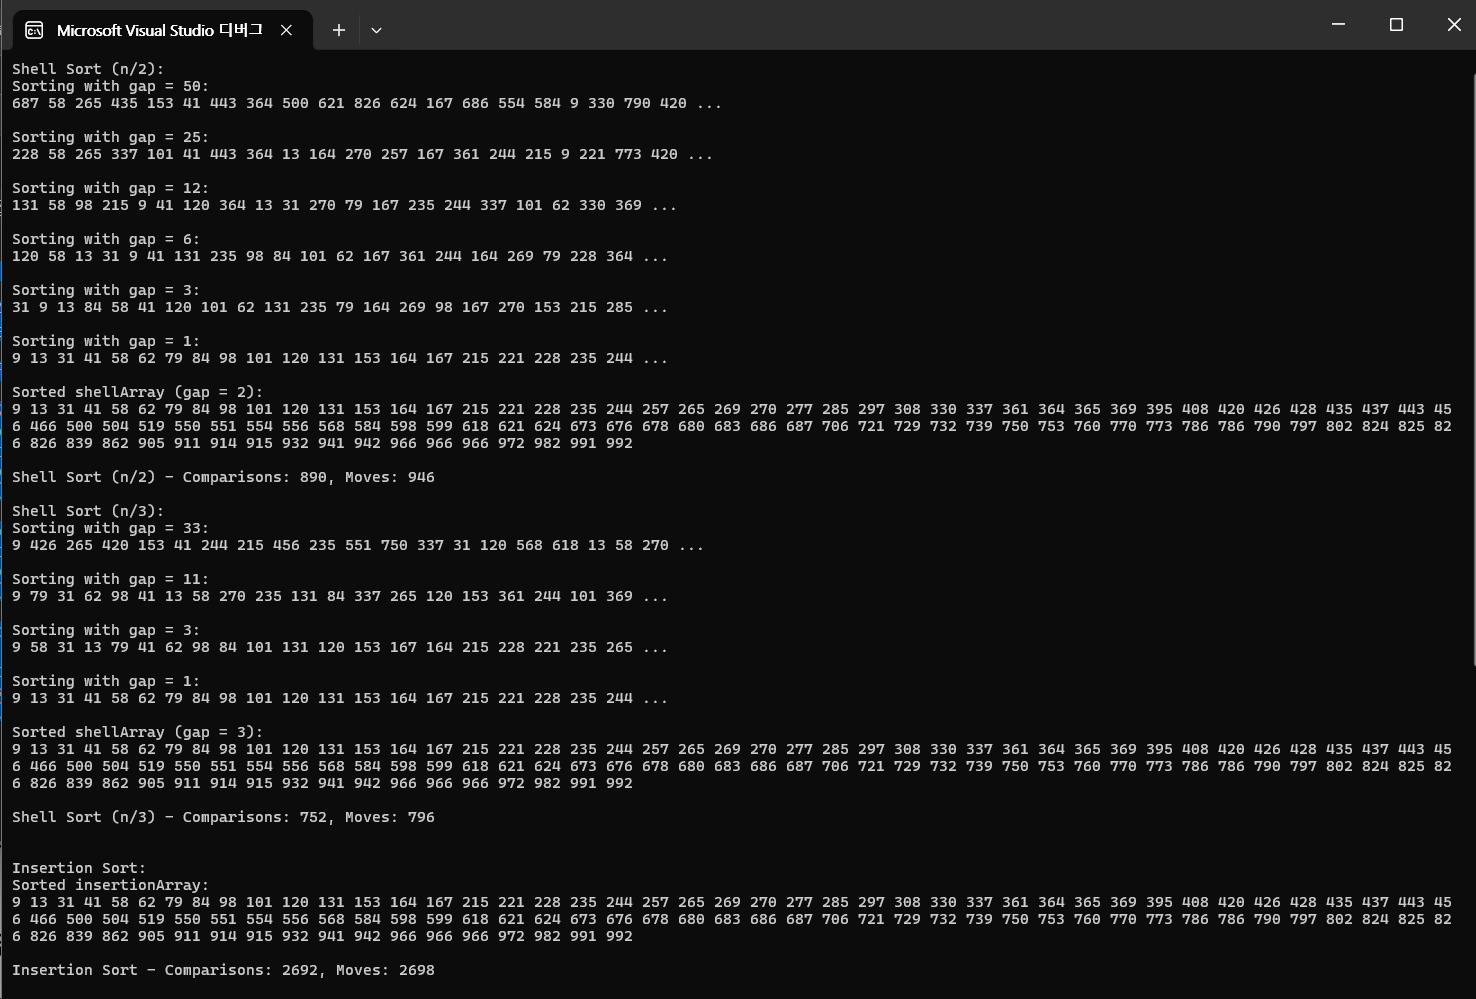 Microsoft Visual Studio 디버그
Shell Sort (n/2):
Sorting with gap = 50:
687 58 265 435 153 41 443 364 500 621 826 624 167 686 554 584 9 330 790 420 ...
Sorting with gap = 25:
228 58 265 337 101 41 443 364 13 164 270 257 167 361 244 215 9 221 773 420 ...
Sorting with gap = 12:
131 58 98 215 9 41 120 364 13 31 270 79 167 235 244 337 101 62 330 369 ...
Sorting with gap = 6:
120 58 13 31 9 41 131 235 98 84 101 62 167 361 244 164 269 79 228 364 ...
Sorting with gap = 3:
31 9 13 84 58 41 120 101 62 131 235 79 164 269 98 167 270 153 215 285 ...
Sorting with gap = 1:
9 13 31 41 58 62 79 84 98 101 120 131 153 164 167 215 221 228 235 244 ...
Sorted shellArray (gap = 2):
9 13 31 41 58 62 79 84 98 101 120 131 153 164 167 215 221 228 235 244 257 265 269 270 277 285 297 308 330 337 361 364 365 369 395 408 420 426 428 435 437 443 45
6 466 500 504 519 550 551 554 556 568 584 598 599 618 621 624 673 676 678 680 683 686 687 706 721 729 732 739 750 753 760 770 773 786 786 790 797 802 824 825 82
6 826 839 862 905 911 914 915 932 941 942 966 966 966 972 982 991 992
Shell Sort (n/2) - Comparisons: 890, Moves: 946
Shell Sort (n/3):
Sorting with gap = 33:
9 426 265 420 153 41 244 215 456 235 551 750 337 31 120 568 618 13 58 270 ...
Sorting with gap = 11:
9 79 31 62 98 41 13 58 270 235 131 84 337 265 120 153 361 244 101 369 ...
Sorting with gap = 3:
9 58 31 13 79 41 62 98 84 101 131 120 153 167 164 215 228 221 235 265 ...
Sorting with gap = 1:
9 13 31 41 58 62 79 84 98 101 120 131 153 164 167 215 221 228 235 244 ...
Sorted shellArray (gap = 3):
9 13 31 41 58 62 79 84 98 101 120 131 153 164 167 215 221 228 235 244 257 265 269 270 277 285 297 308 330 337 361 364 365 369 395 408 420 426 428 435 437 443 45
6 466 500 504 519 550 551 554 556 568 584 598 599 618 621 624 673 676 678 680 683 686 687 706 721 729 732 739 750 753 760 770 773 786 786 790 797 802 824 825 82
6 826 839 862 905 911 914 915 932 941 942 966 966 966 972 982 991 992
Shell Sort (n/3) - Comparisons: 752, Moves: 796
Insertion Sort:
Sorted insertionArray:
9 13 31 41 58 62 79 84 98 101 120 131 153 164 167 215 221 228 235 244 257 265 269 270 277 285 297 308 330 337 361 364 365 369 395 408 420 426 428 435 437 443 45
6 466 500 504 519 550 551 554 556 568 584 598 599 618 621 624 673 676 678 680 683 686 687 706 721 729 732 739 750 753 760 770 773 786 786 790 797 802 824 825 82
6 826 839 862 905 911 914 915 932 941 942 966 966 966 972 982 991 992
Insertion Sort - Comparisons: 2692, Moves: 2698